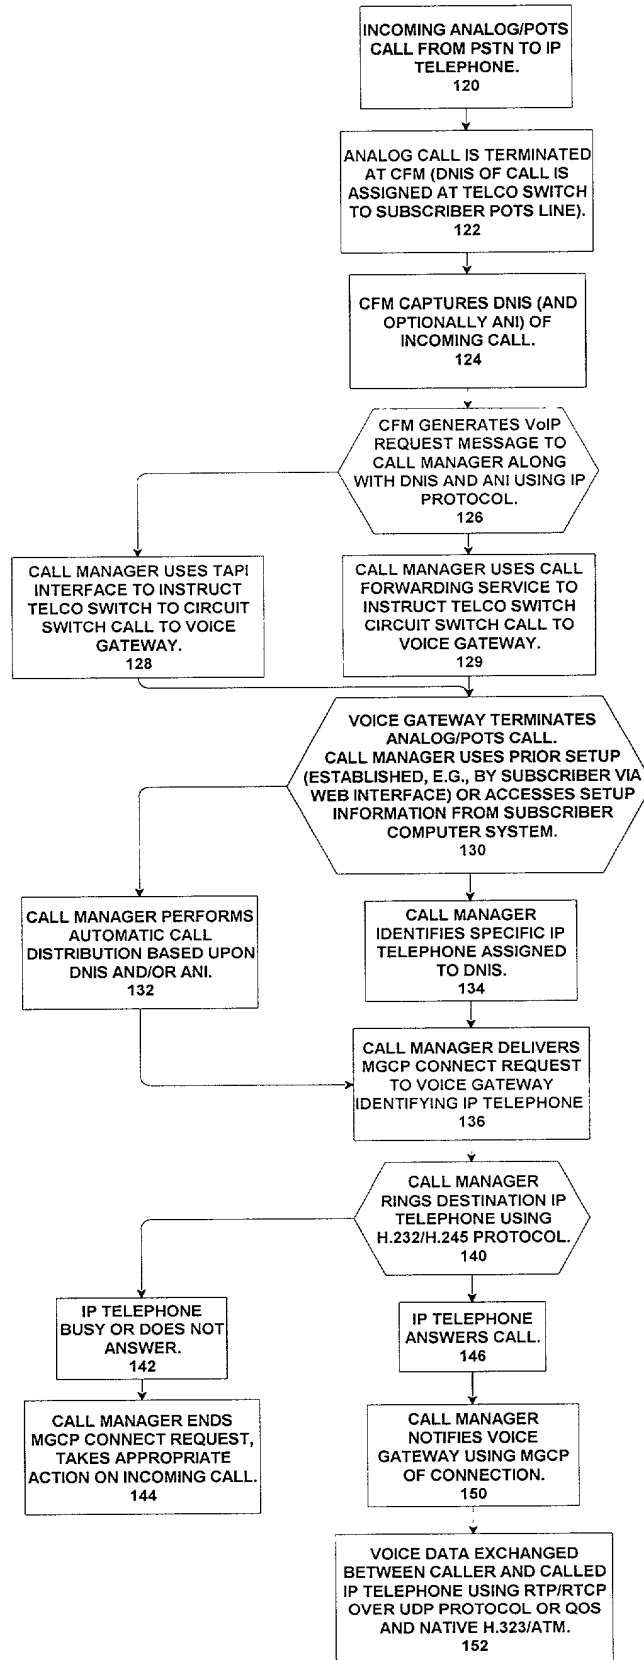 INCOMING ANALOG/POTS
CALL FROM PSTN TO IP
TELEPHONE.
120
ANALOG CALL IS TERMINATED
AT CFM (DNIS OF CALL IS
ASSIGNED AT TELCO SWITCH
TO SUBSCRIBER POTS LINE).
122
CFM CAPTURES DNIS (AND
OPTIONALLY ANI) OF
INCOMING CALL.
124
CFM GENERATES VoIP
REQUEST MESSAGE TO
CALL MANAGER ALONG
WITH DNIS AND ANI USING IP
PROTOCOL.
126
CALL MANAGER USES TAPI
INTERFACE TO INSTRUCT
TELCO SWITCH TO CIRCUIT
SWITCH CALL TO VOICE
GATEWAY.
128
CALL MANAGER USES CALL
FORWARDING SERVICE TO
INSTRUCT TELCO SWITCH
CIRCUIT SWITCH CALL TO
VOICE GATEWAY.
129
VOICE GATEWAY TERMINATES
ANALOG/POTS CALL.
CALL MANAGER USES PRIOR SETUP
(ESTABLISHED, E.G., BY SUBSCRIBER VIA
WEB INTERFACE) OR ACCESSES SETUP
INFORMATION FROM SUBSCRIBER
COMPUTER SYSTEM.
130
CALL MANAGER PERFORMS
AUTOMATIC CALL
DISTRIBUTION BASED UPON
DNIS AND/OR ANI.
132
CALL MANAGER
IDENTIFIES SPECIFIC IP
TELEPHONE ASSIGNED
TO DNIS.
134
CALL MANAGER DELIVERS
MGCP CONNECT REQUEST
TO VOICE GATEWAY
IDENTIFYING IP TELEPHONE
136
CALL MANAGER
RINGS DESTINATION IP
TELEPHONE USING
H.232/H.245 PROTOCOL.
140
IP TELEPHONE
BUSY OR DOES NOT
ANSWER.
142
IP TELEPHONE
ANSWERS CALL.
146
CALL MANAGER ENDS
MGCP CONNECT REQUEST,
TAKES APPROPRIATE
ACTION ON INCOMING CALL.
144
CALL MANAGER
NOTIFIES VOICE
GATEWAY USING MGCP
OF CONNECTION.
150
VOICE DATA EXCHANGED
BETWEEN CALLER AND CALLED
IP TELEPHONE USING RTP/RTCP
OVER UDP PROTOCOL OR QOS
AND NATIVE H.323/ATM.
152